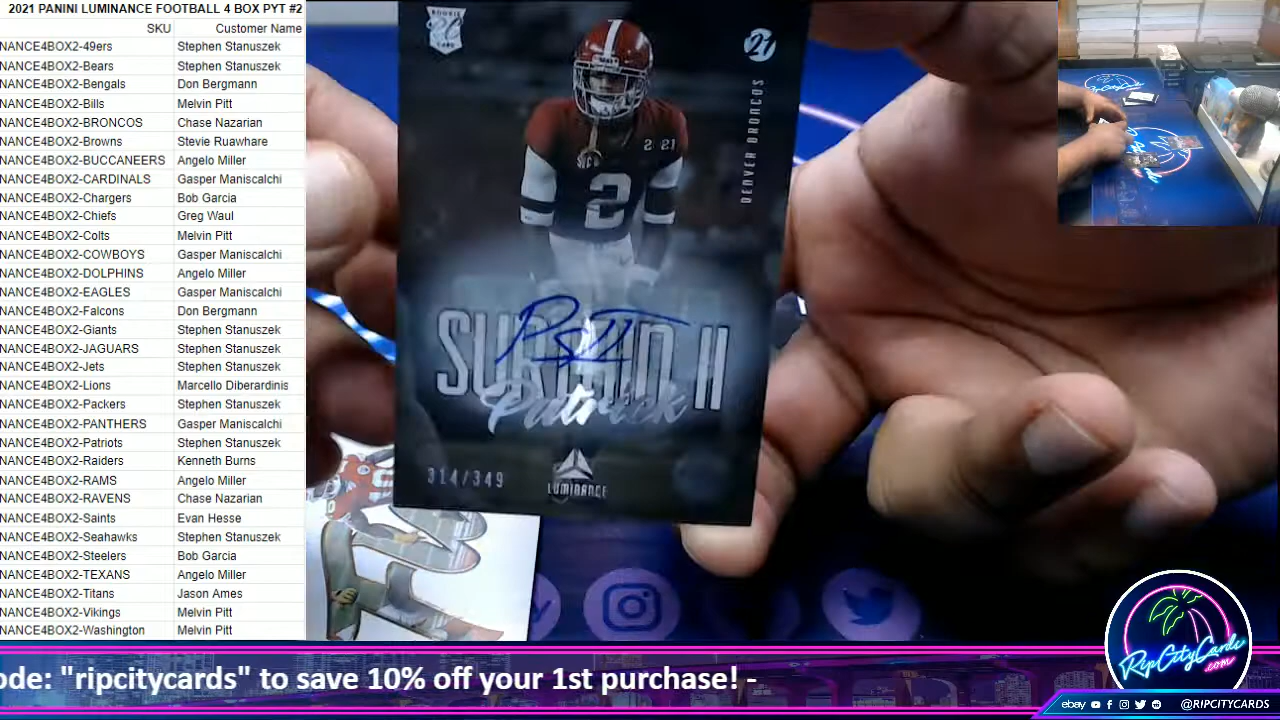 2021 PANINI LUMINANCE FOOTBALL 4 BOX PYT #2
SKU Customer Name
NANCE4BOX2-49ers Stephen Stanuszek
NANCE4BOX2-Bears Stephen Stanuszek
NANCE4BOX2-Bengals Don Bergmann
NANCE4BOX2-Bills Melvin Pitt
NANCE4BOX2-BRONCOS Chase Nazarian
NANCE4BOX2-Browns Stevie Ruawhare
NANCE4BOX2-BUCCANEERS Angelo Miller
NANCE4BOX2-CARDINALS Gasper Maniscalchi
NANCE4BOX2-Chargers Bob Garcia
NANCE4BOX2-Chiefs Greg Waul
NANCE4BOX2-Colts Melvin Pitt
NANCE4BOX2-COWBOYS Gasper Maniscalchi
NANCE4BOX2-DOLPHINS Angelo Miller
NANCE4BOX2-EAGLES Gasper Maniscalchi
NANCE4BOX2-Falcons Don Bergmann
NANCE4BOX2-Giants Stephen Stanuszek
NANCE4BOX2-JAGUARS Stephen Stanuszek
NANCE4BOX2-Jets Stephen Stanuszek
NANCE4BOX2-Lions Marcello Diberardinis
NANCE4BOX2-Packers Stephen Stanuszek
NANCE4BOX2-PANTHERS Gasper Maniscalchi
NANCE4BOX2-Patriots Stephen Stanuszek
NANCE4BOX2-Raiders Kenneth Burns
NANCE4BOX2-RAMS Angelo Miller
NANCE4BOX2-RAVENS Chase Nazarian
NANCE4BOX2-Saints Evan Hesse
NANCE4BOX2-Seahawks Stephen Stanuszek
NANCE4BOX2-Steelers Bob Garcia
NANCE4BOX2-TEXANS Angelo Miller
NANCE4BOX2-Titans Jason Ames
NANCE4BOX2-Vikings Melvin Pitt
NANCE4BOX2-Washington Melvin Pitt
ROOKIE
RC
CARD
21
DENVER BRONCOS
2021
2
SURTAIN II
Patrick
314/349
LUMINANCE
RipCityCards
.com
ode: "ripcitycards" to save 10% off your 1st purchase! -
ebay @RIPCITYCARDS